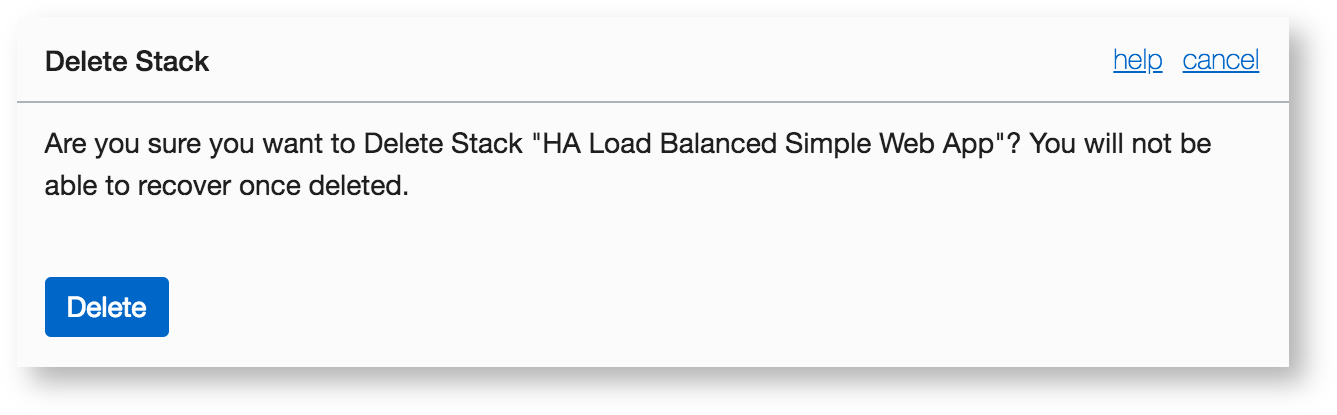 Delete Stack
help cancel
Are you sure you want to Delete Stack "HA Load Balanced Simple Web App"? You will not be
able to recover once deleted.
Delete